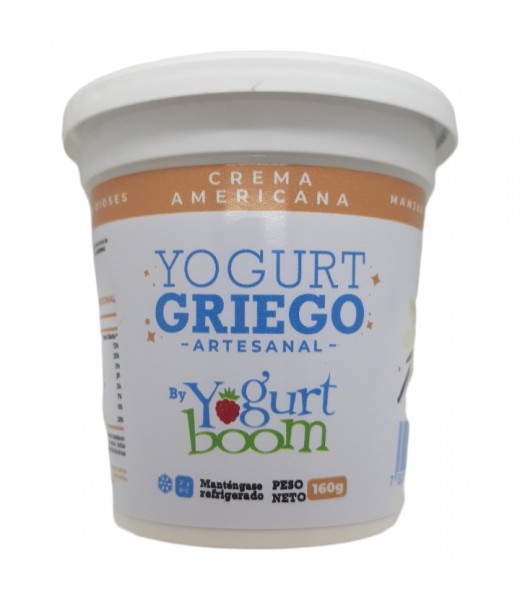 CREMA
AMERICANA
YOGURT
GRIEGO
-ARTESANAL-
By Yogurt
boom
Manténgase
refrigerado
PESO
NETO
160g